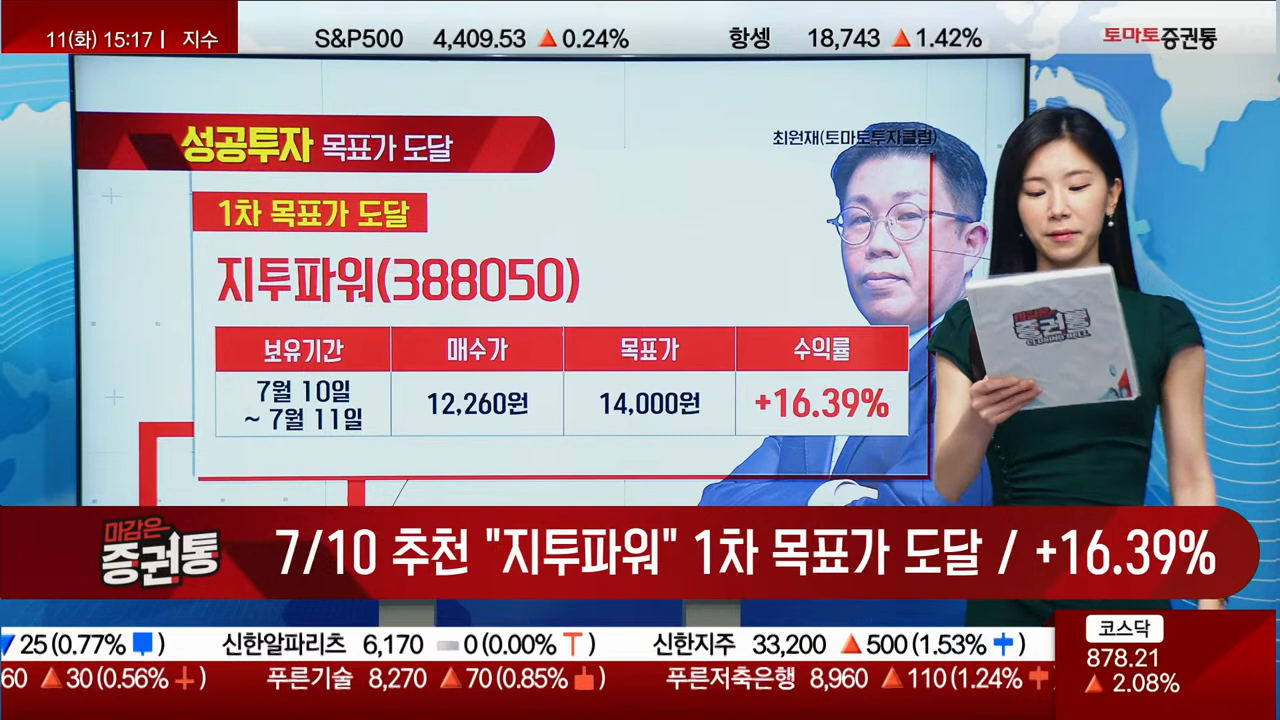 11(화) 15:17 | 지수 S&P500 4,409.53 ▲0.24% 항셍 18,743 ▲1.42% 토마토증권통
성공투자 목표가 도달
최원재(토마토투자클럽)
1차 목표가 도달
지투파워(388050)
보유기간 매수가 목표가 수익률
7월 10일
~ 7월 11일
12,260원 14,000원 +16.39%
마감은
증권통
CLOSING BELL
마감은
증권통
7/10 추천 "지투파워" 1차 목표가 도달 / +16.39%
▼25(0.77% ) 신한알파리츠 6,170 0(0.00% ) 신한지주 33,200 ▲500(1.53% )
60 ▲30(0.56% ) 푸른기술 8,270 ▲70(0.85% ) 푸른저축은행 8,960 ▲110(1.24% )
코스닥
878.21
▲ 2.08%